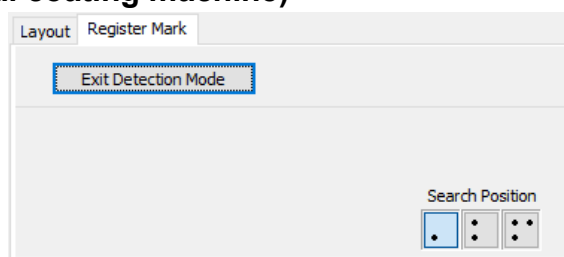 Layout Register Mark
Exit Detection Mode
Search Position